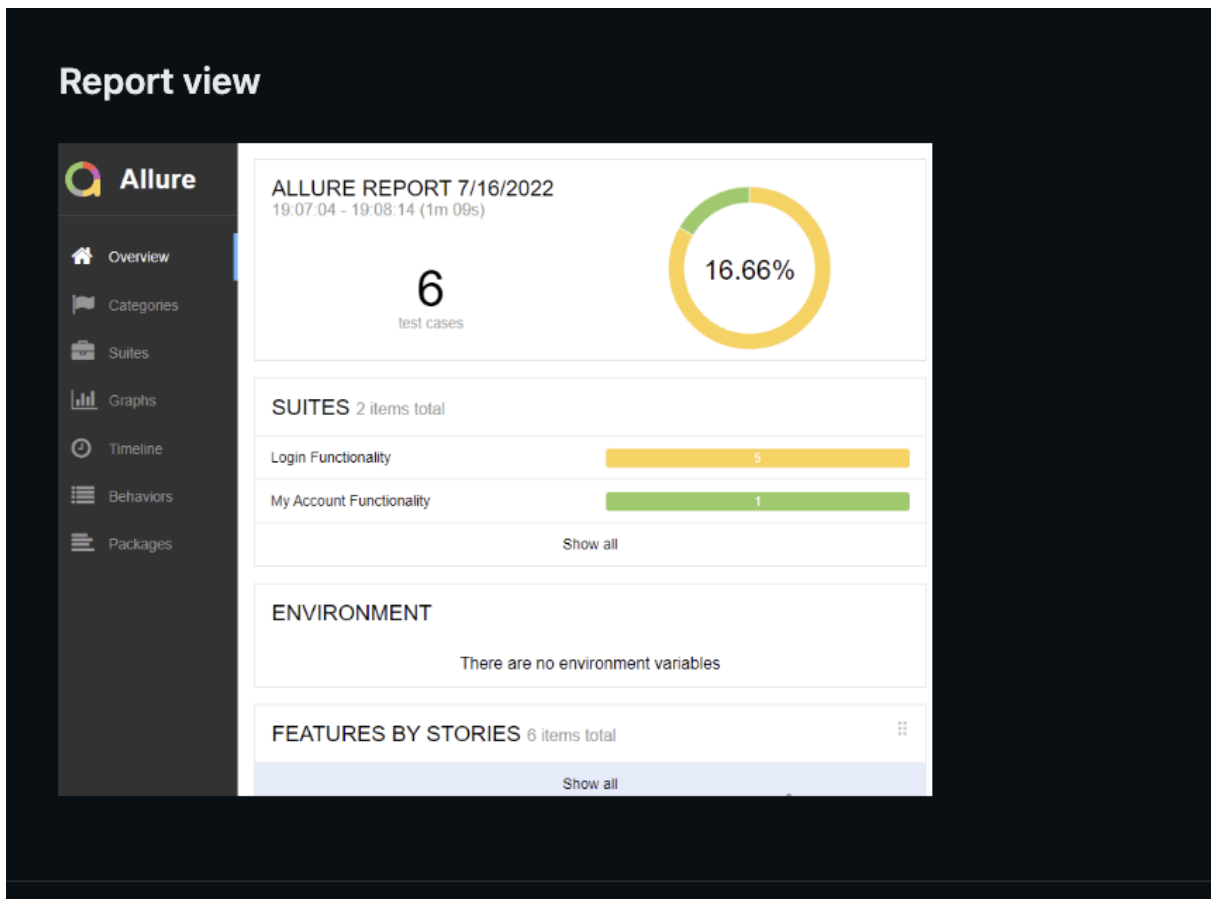 Report view
Allure
Overview
Categories
Suites
Graphs
Timeline
Behaviors
Packages
ALLURE REPORT 7/16/2022
19:07:04 - 19:08:14 (1m 09s)
6
test cases
16.66%
SUITES 2 items total
Login Functionality 5
My Account Functionality 1
Show all
ENVIRONMENT
There are no environment variables
FEATURES BY STORIES 6 items total
Show all